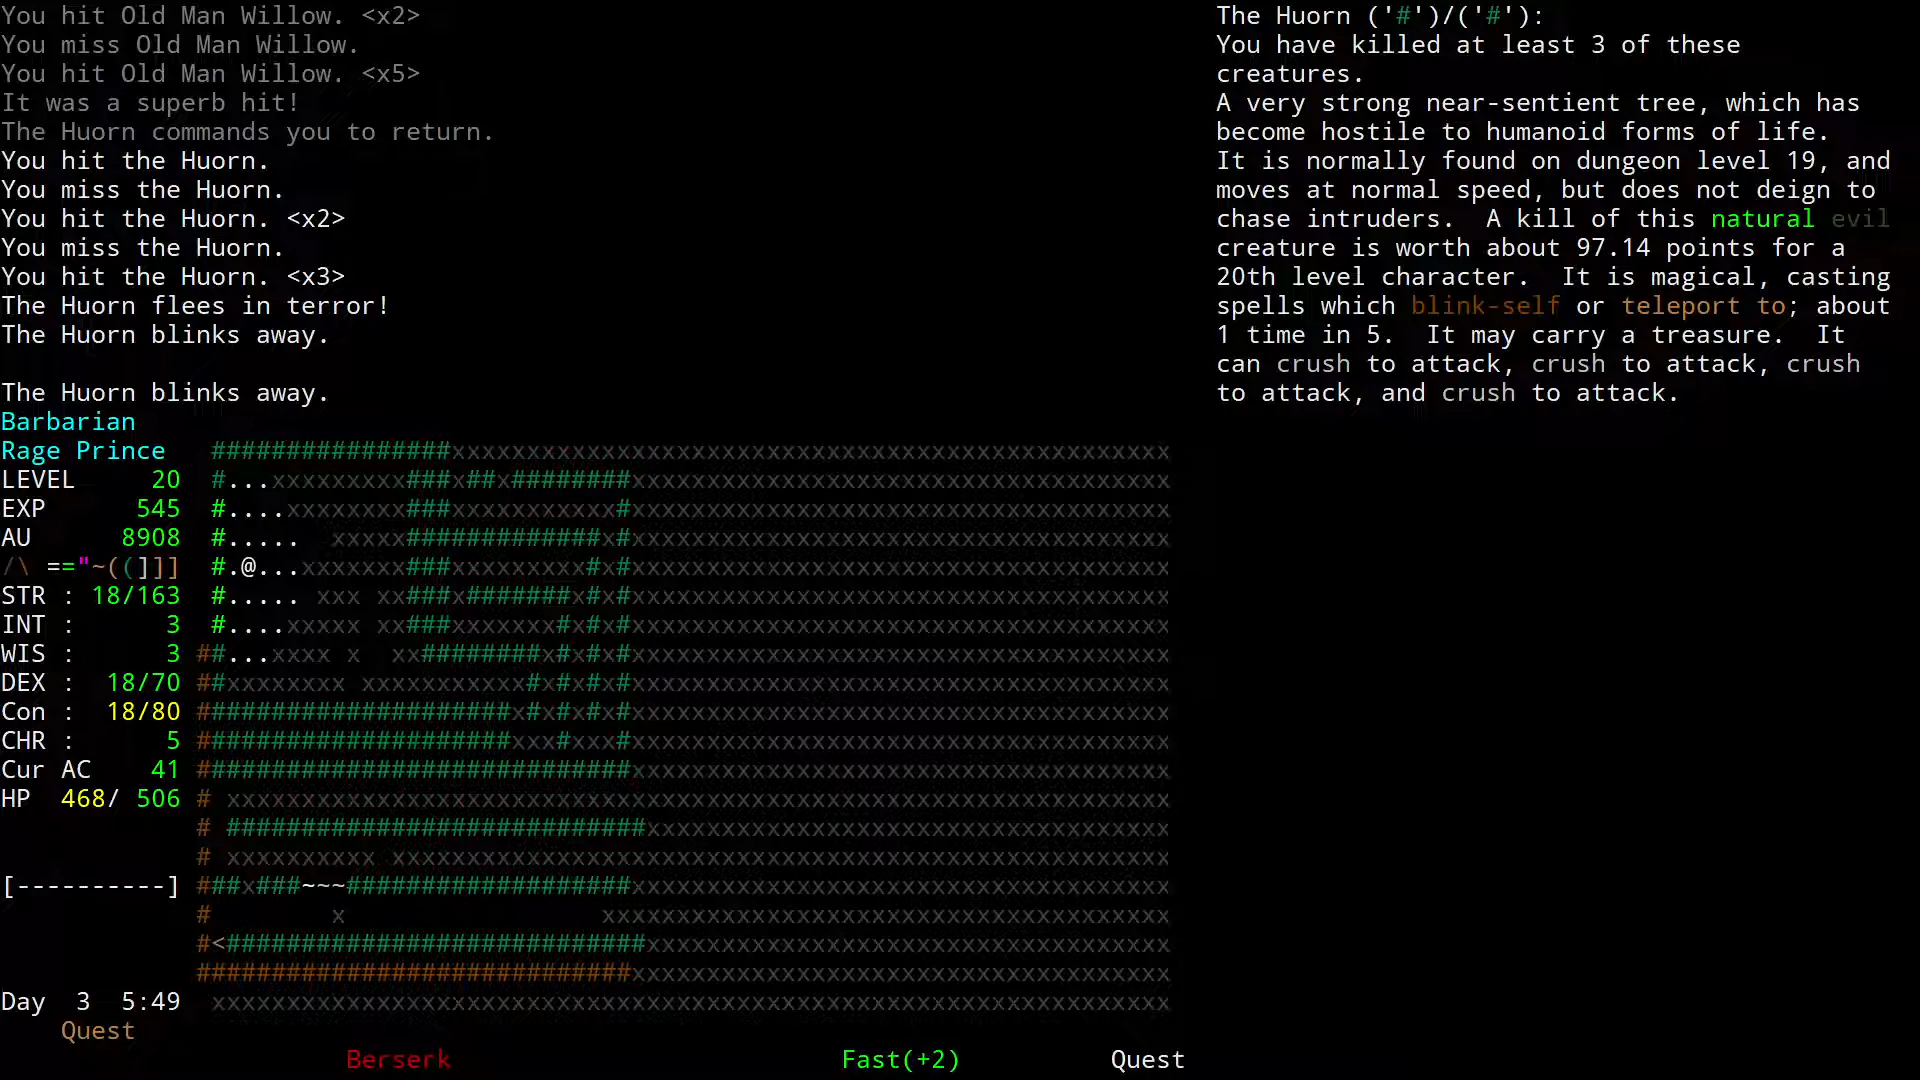 You hit Old Man Willow. <x2>
You miss Old Man Willow.
You hit Old Man Willow. <x5>
It was a superb hit!
The Huorn commands you to return.
You hit the Huorn.
You miss the Huorn.
You hit the Huorn. <x2>
You miss the Huorn.
You hit the Huorn. <x3>
The Huorn flees in terror!
The Huorn blinks away.
The Huorn blinks away.
The Huorn ('#')/('#'):
You have killed at least 3 of these
creatures.
A very strong near-sentient tree, which has
become hostile to humanoid forms of life.
It is normally found on dungeon level 19, and
moves at normal speed, but does not deign to
chase intruders.  A kill of this natural evil
creature is worth about 97.14 points for a
20th level character.  It is magical, casting
spells which blink-self or teleport to; about
1 time in 5.  It may carry a treasure.  It
can crush to attack, crush to attack, crush
to attack, and crush to attack.
Barbarian
Rage Prince
LEVEL 20
EXP 545
AU 8908
/\ =="~((]]]
STR : 18/163
INT : 3
WIS : 3
DEX : 18/70
Con : 18/80
CHR : 5
Cur AC 41
HP 468/ 506
[----------]
Day 3 5:49
Quest
Berserk
Fast(+2)
Quest